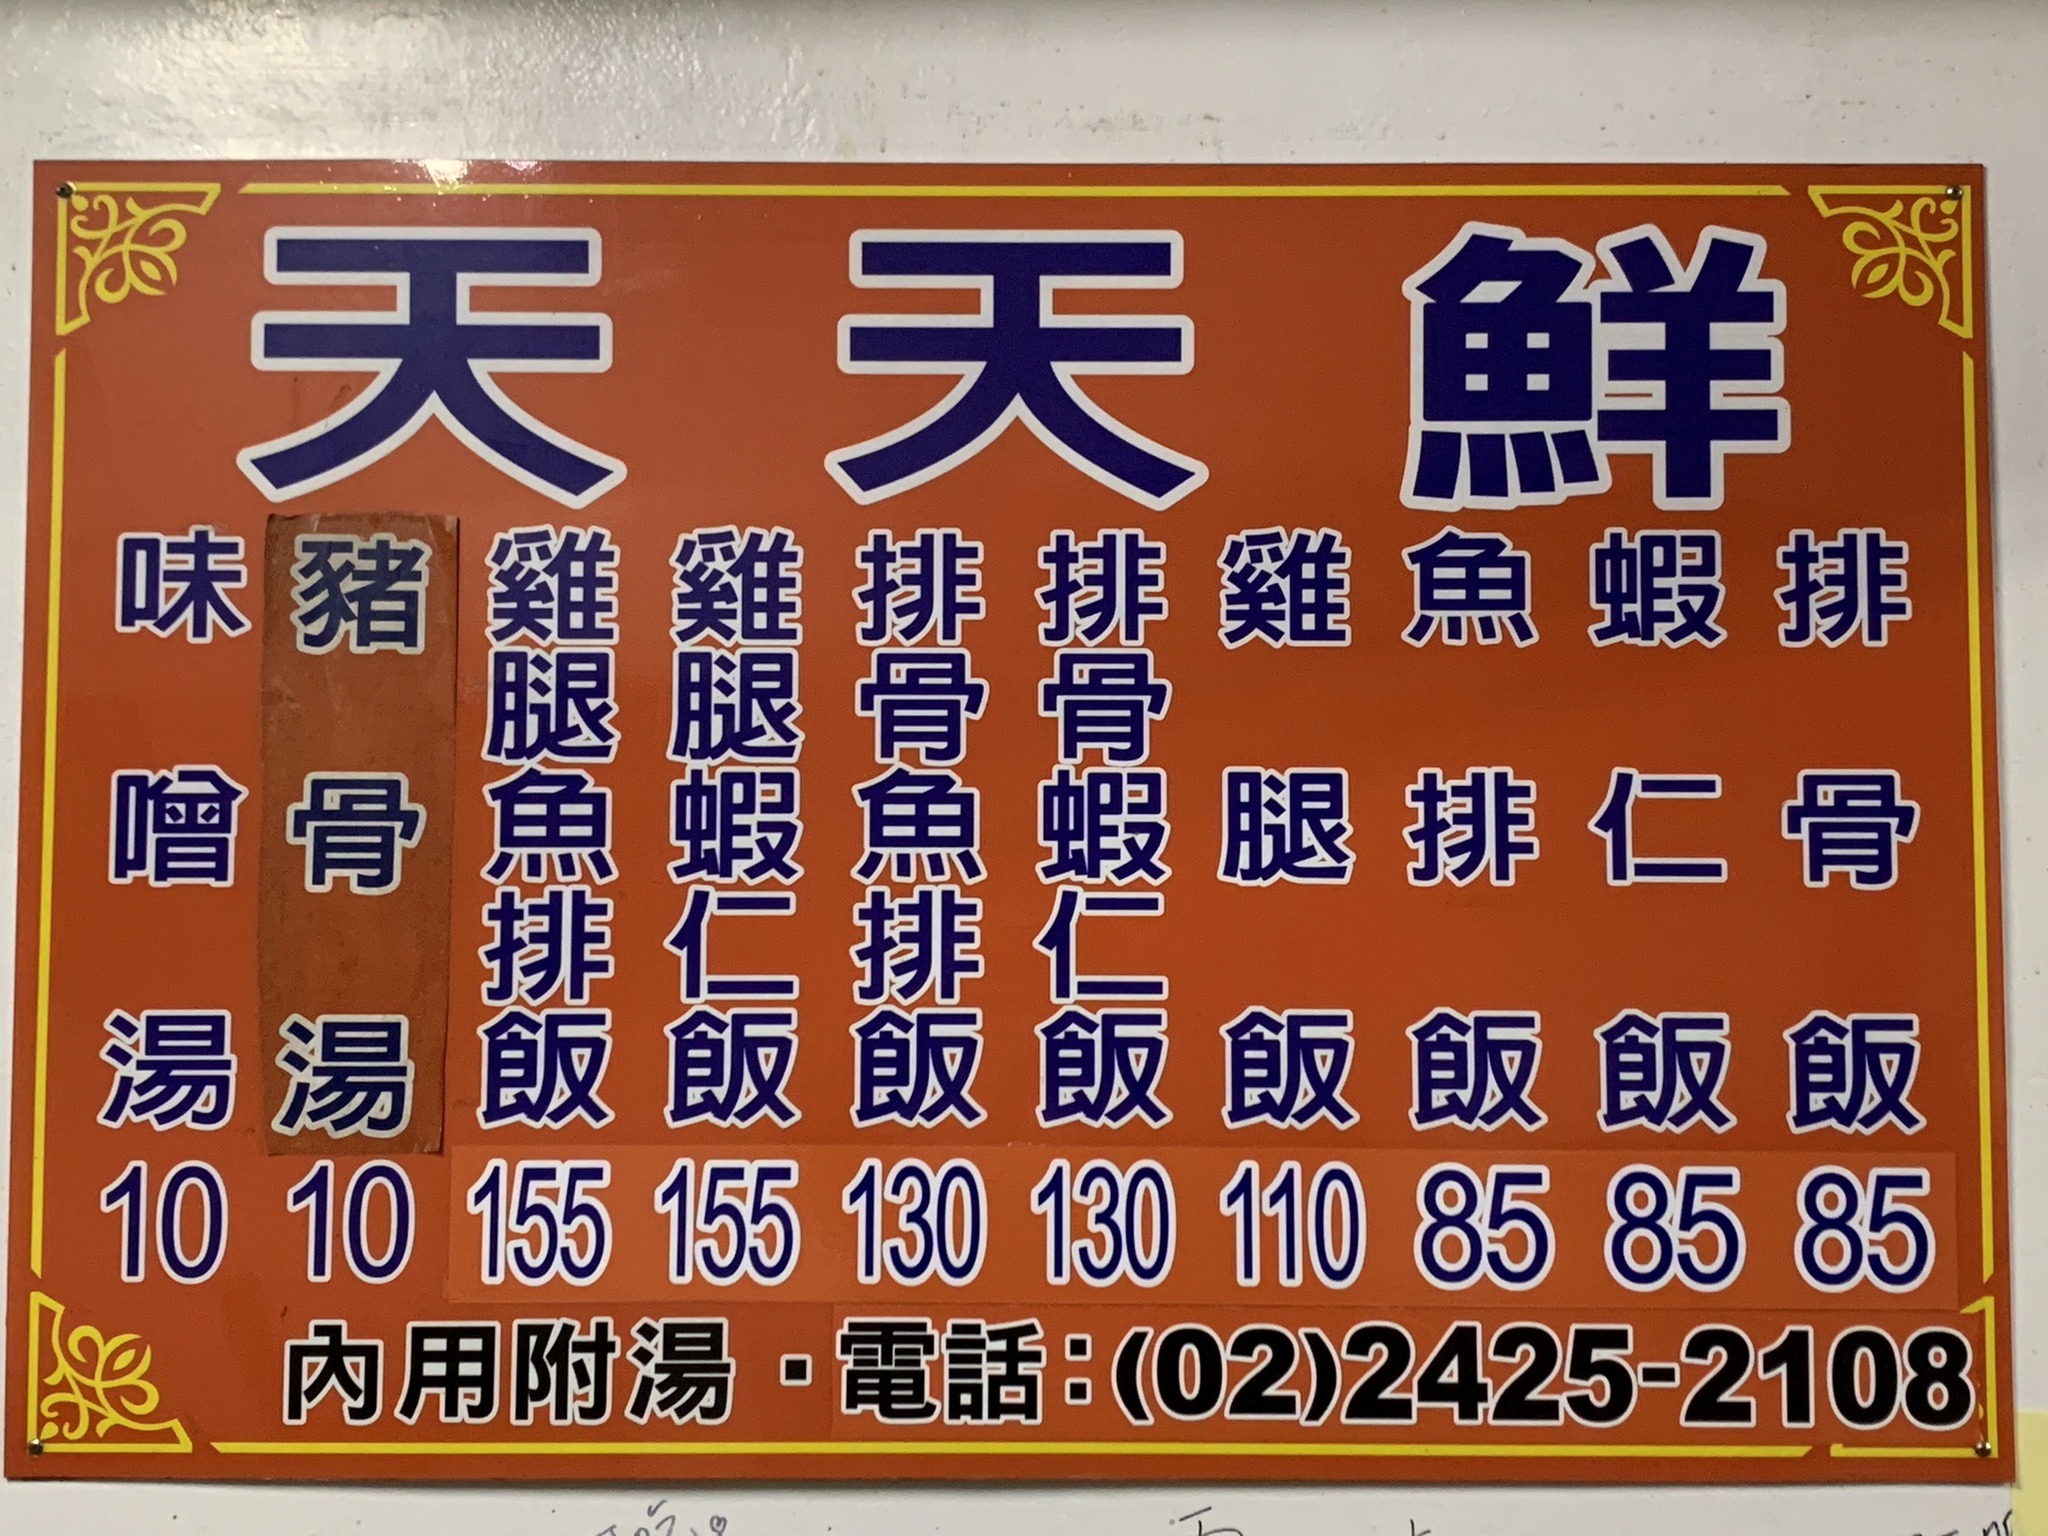 天天鮮
排骨飯 85
蝦仁飯 85
魚排飯 85
雞腿飯 110
排骨蝦仁飯 130
排骨魚排飯 130
雞腿蝦仁飯 155
雞腿魚排飯 155
豬骨湯 10
味噌湯 10
內用附湯・電話：(02)2425-2108